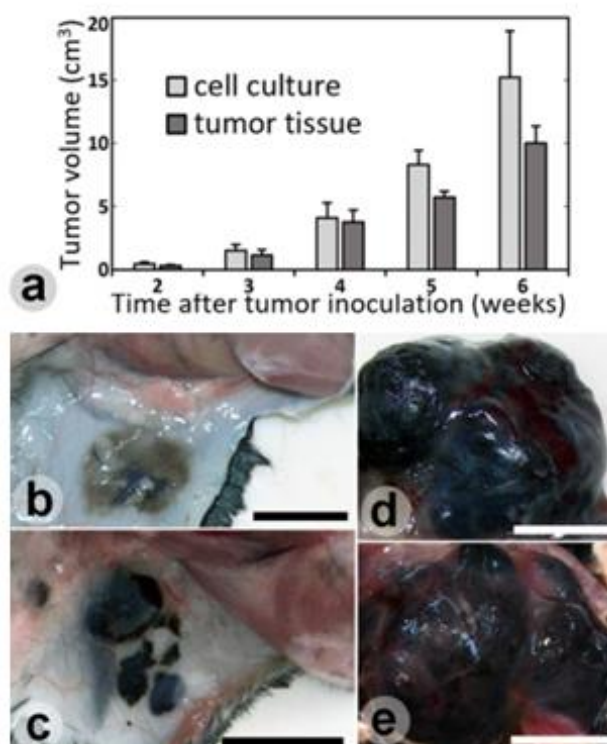 a
Tumor volume (cm³)
20
15
10
5
0
cell culture
tumor tissue
2 3 4 5 6
Time after tumor inoculation (weeks)
b
d
c
e